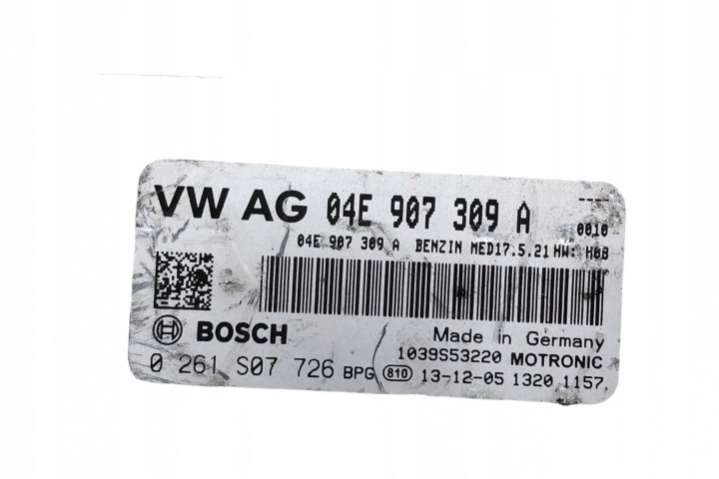 VW AG 04E 907 309 A
----
0010
04E 907 309 A BENZIN MED17.5.21 HW: H08
BOSCH
Made in Germany
1039S53220 MOTRONIC
0 261 S07 726 BPG 810 13-12-05 1320 1157